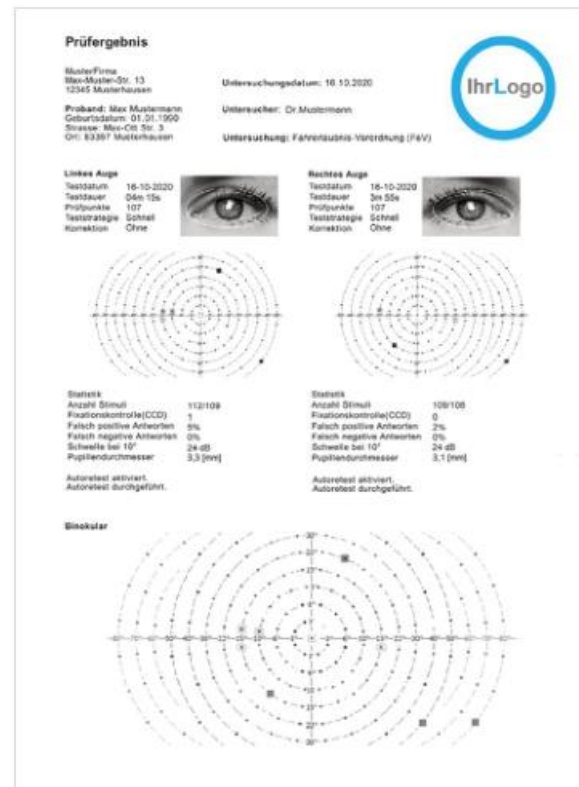 Prüfergebnis
IhrLogo
MusterFirma
Max-Muster-Str. 13
12345 Musterhausen
Untersuchungsdatum: 16.10.2020
Proband: Max Mustermann
Untersucher: Dr.Mustermann
Geburtsdatum: 01.01.1990
Strasse: Max-Ott Str. 3
Ort: 83397 Musterhausen
Untersuchung: Fahrerlaubnis-Verordnung (FeV)
Linkes Auge
Testdatum 16-10-2020
Testdauer 04m 15s
Prüfpunkte 107
Teststrategie Schnell
Korrektion Ohne
Rechtes Auge
Testdatum 16-10-2020
Testdauer 3m 55s
Prüfpunkte 107
Teststrategie Schnell
Korrektion Ohne
Statistik
Anzahl Stimuli 112/109
Fixationskontrolle(CCD) 1
Falsch positive Antworten 5%
Falsch negative Antworten 0%
Schwelle bei 10° 24 dB
Pupillendurchmesser 3,3 [mm]
Autoretest aktiviert.
Autoretest durchgeführt.
Statistik
Anzahl Stimuli 109/108
Fixationskontrolle(CCD) 0
Falsch positive Antworten 2%
Falsch negative Antworten 0%
Schwelle bei 10° 24 dB
Pupillendurchmesser 3,1 [mm]
Autoretest aktiviert.
Autoretest durchgeführt.
Binokular